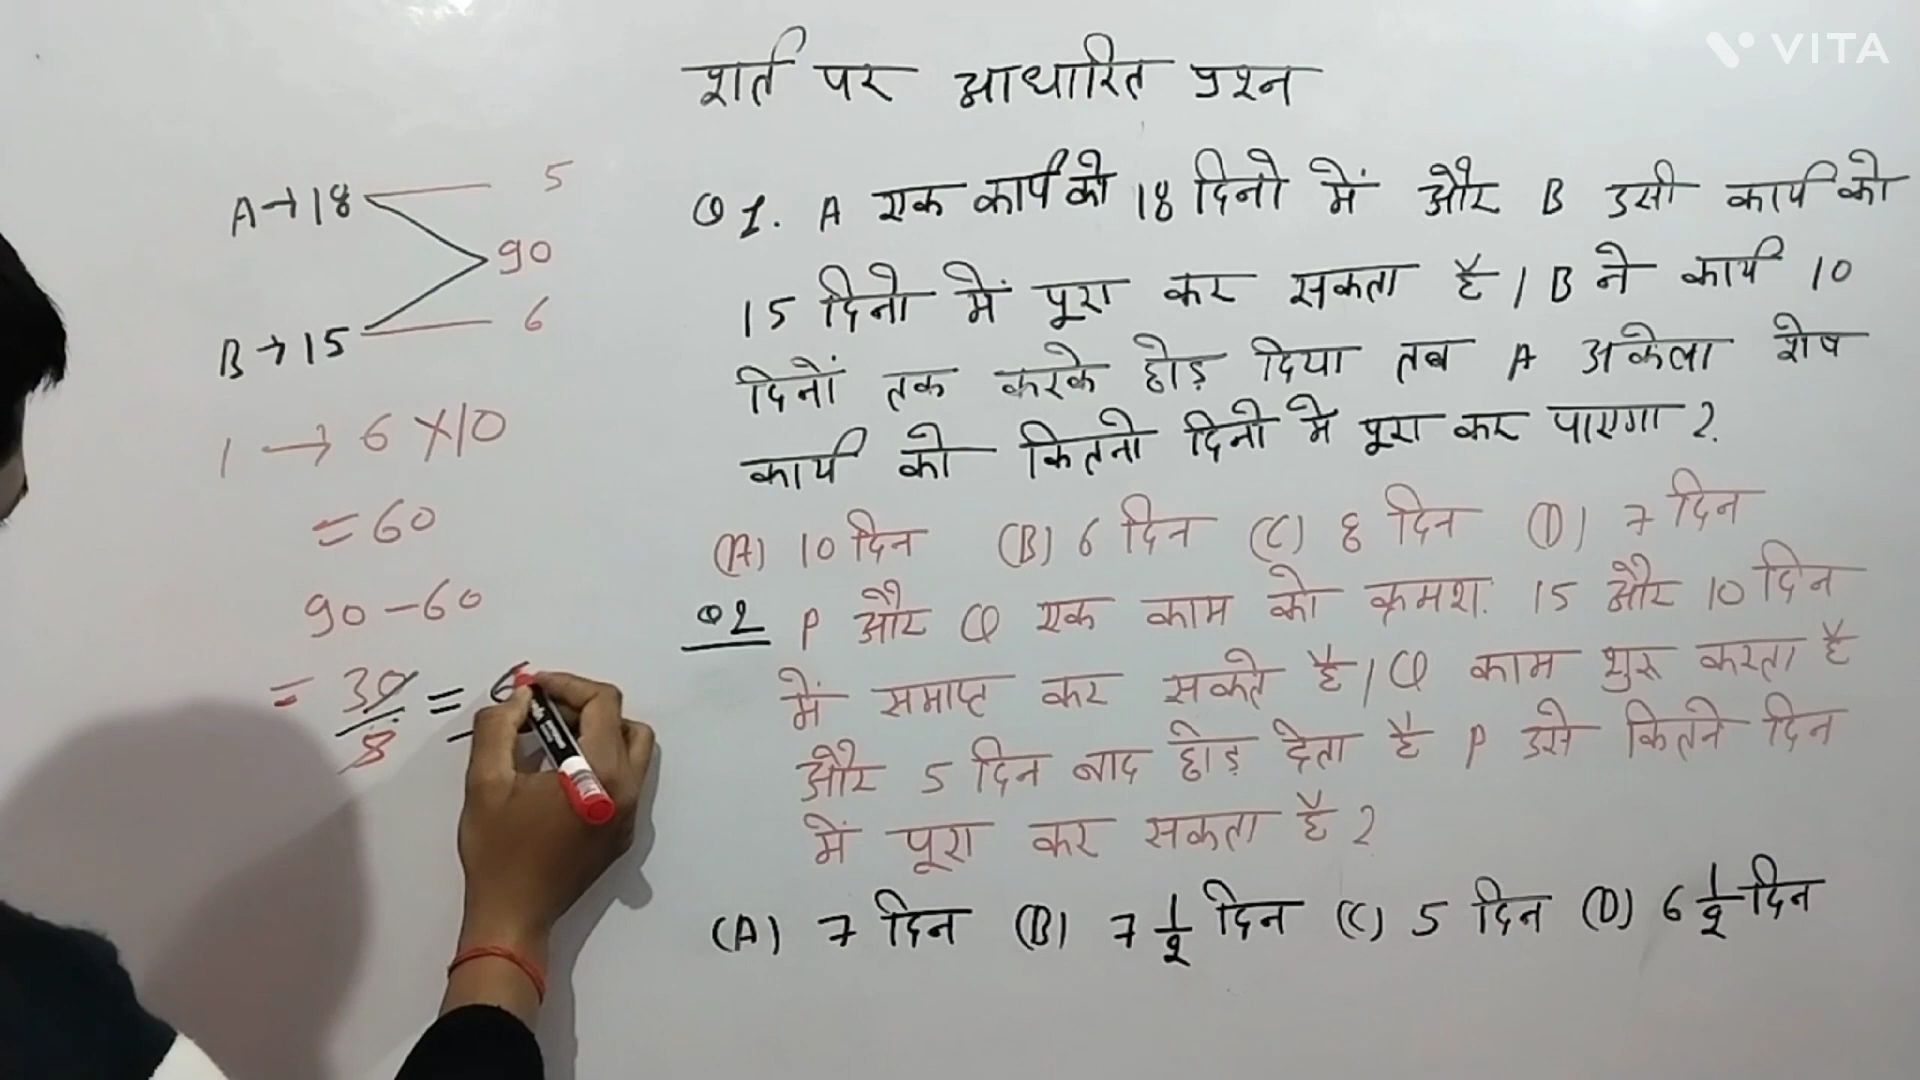 VITA
शर्त पर आधारित प्रश्न
A→18 5
90
B→15 6
1 → 6×10
= 60
90-60
= 30/5 = 6
Q1. A एक कार्य को 18 दिनो में और B उसी कार्य को
15 दिनो में पूरा कर सकता है / B ने कार्य 10
दिनों तक करके छोड़ दिया तब A अकेला शेष
कार्य को कितनो दिनो मे पूरा कर पाएगा ?
(A) 10 दिन (B) 6 दिन (C) 8 दिन (D) 7 दिन
Q2 P और Q एक काम को क्रमश: 15 और 10 दिन
में समाप्त कर सकते है / Q काम शुरू करता है
और 5 दिन बाद छोड़ देता है P उसे कितने दिन
में पूरा कर सकता है ?
(A) 7 दिन (B) 7 1/2 दिन (C) 5 दिन (D) 6 1/2 दिन